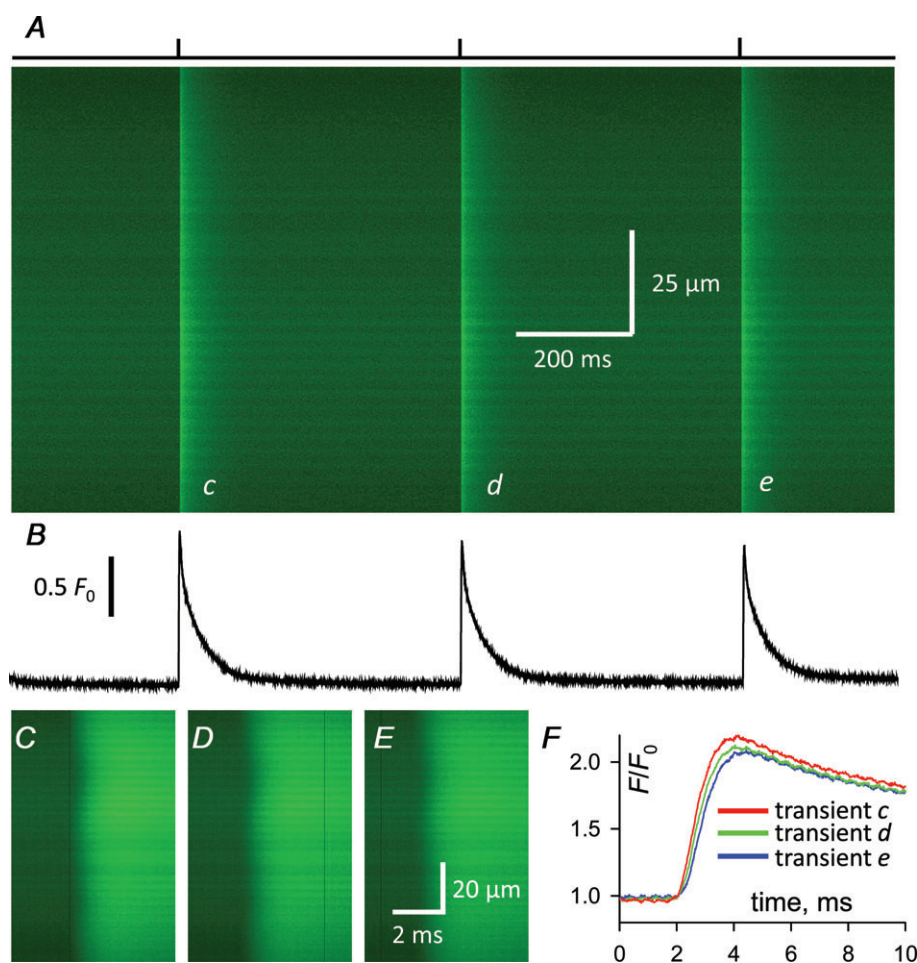 A
25 μm
200 ms
c d e
B
0.5 F₀
C D E F
20 μm
2 ms
F/F₀
2.0
1.5
1.0
transient c
transient d
transient e
time, ms
0 2 4 6 8 10